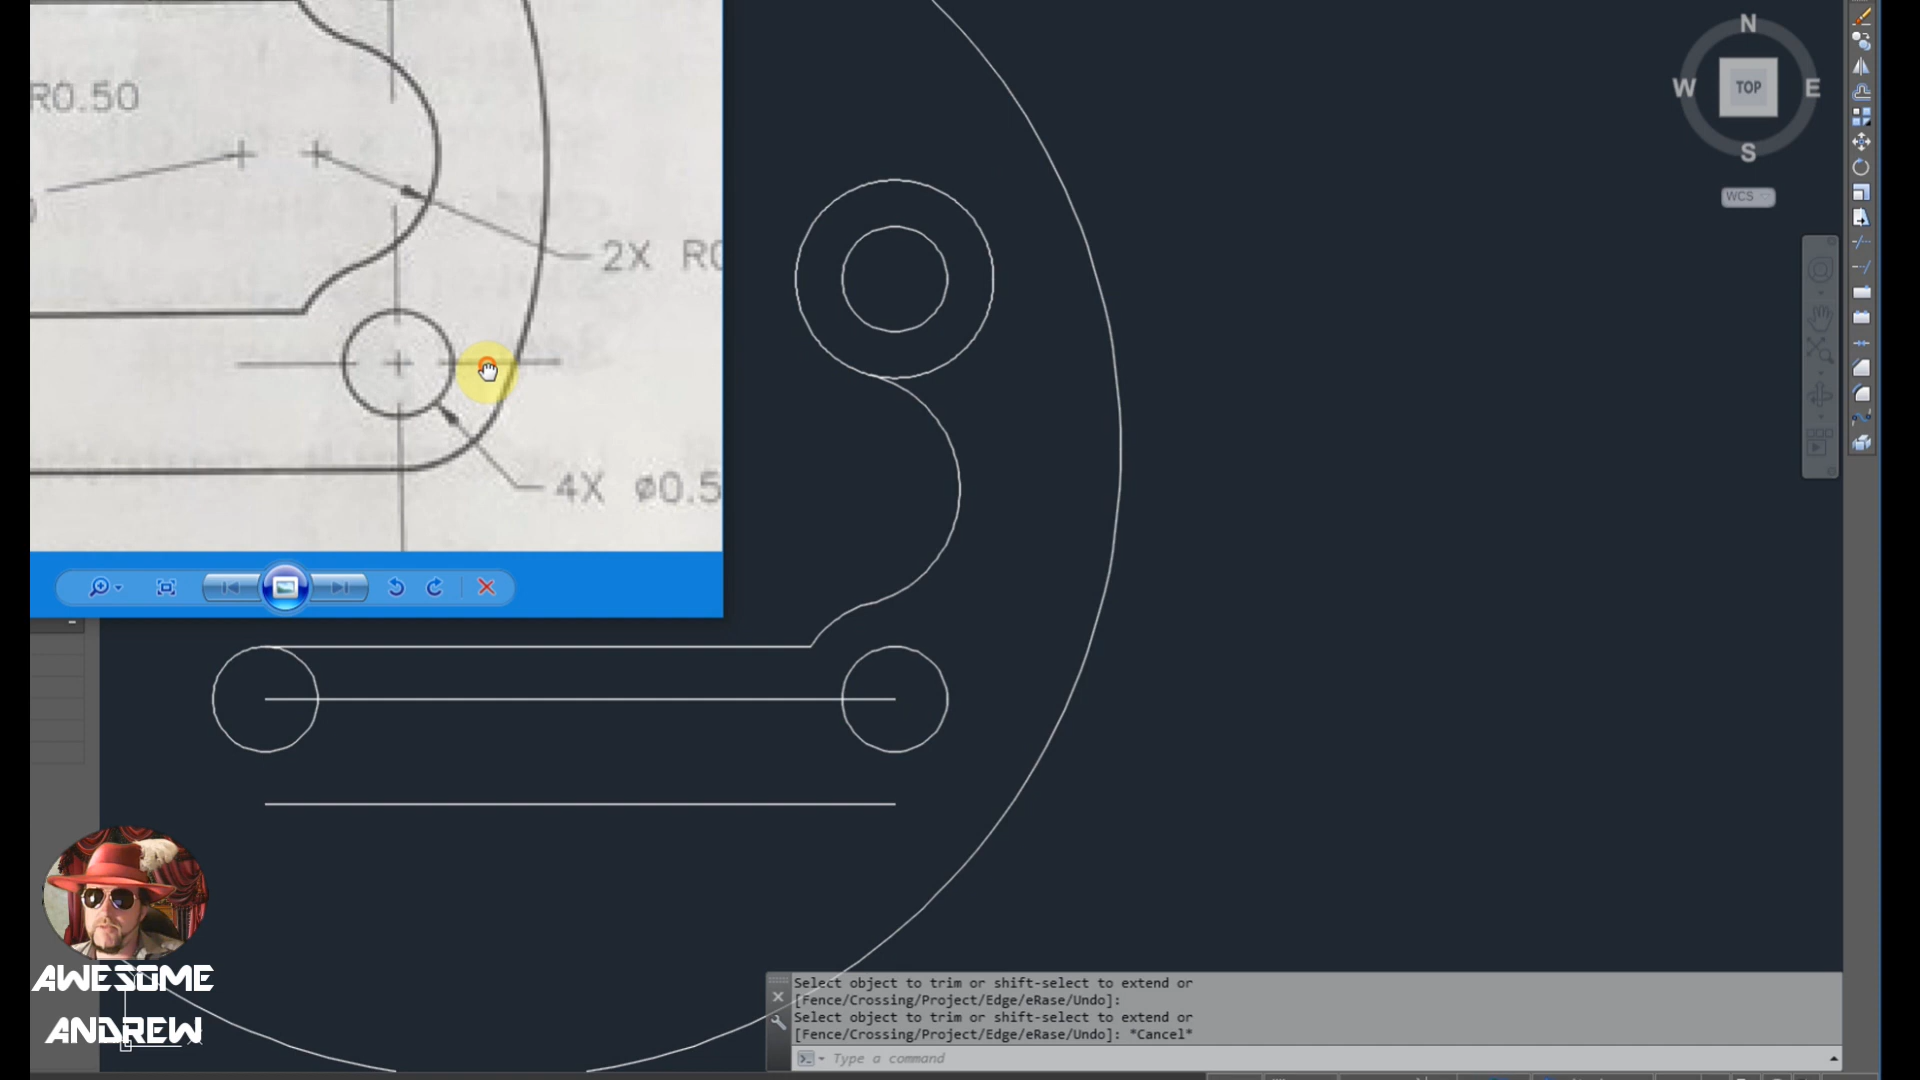 N
W
TOP
E
S
WCS
R0.50
2X R0
4X ø0.5
Select object to trim or shift-select to extend or
[Fence/Crossing/Project/Edge/eRase/Undo]:
Select object to trim or shift-select to extend or
[Fence/Crossing/Project/Edge/eRase/Undo]: *Cancel*
Type a command
AWESOME
ANDREW